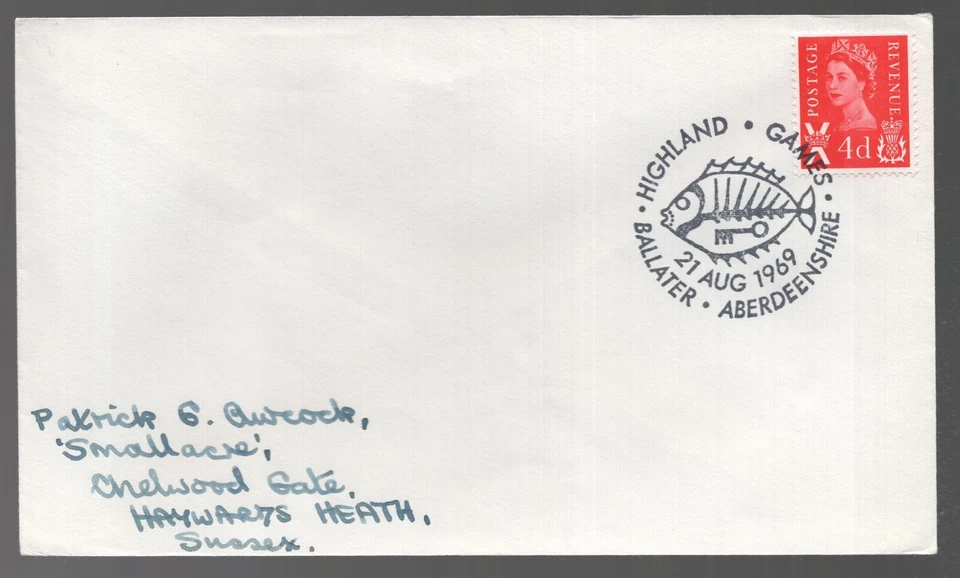 POSTAGE REVENUE
4d
HIGHLAND • GAMES
• BALLATER • ABERDEENSHIRE •
21 AUG 1969
Patrick G. Awcock,
'Smallacre',
Chelwood Gate,
HAYWARDS HEATH,
Sussex.